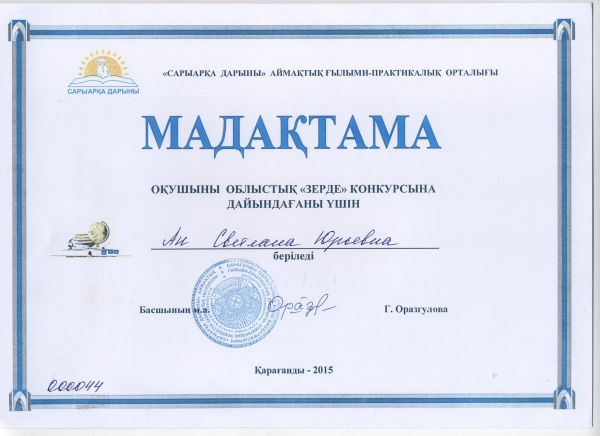 «САРЫАРҚА ДАРЫНЫ» АЙМАҚТЫҚ ҒЫЛЫМИ-ПРАКТИКАЛЫҚ ОРТАЛЫҒЫ
САРЫАРҚА ДАРЫНЫ
МАДАҚТАМА
ОҚУШЫНЫ ОБЛЫСТЫҚ «ЗЕРДЕ» КОНКУРСЫНА
ДАЙЫНДАҒАНЫ ҮШІН
Ан Светлана Юрьевна
беріледі
Басшының м.а.
Г. Оразгулова
Қарағанды - 2015
000044